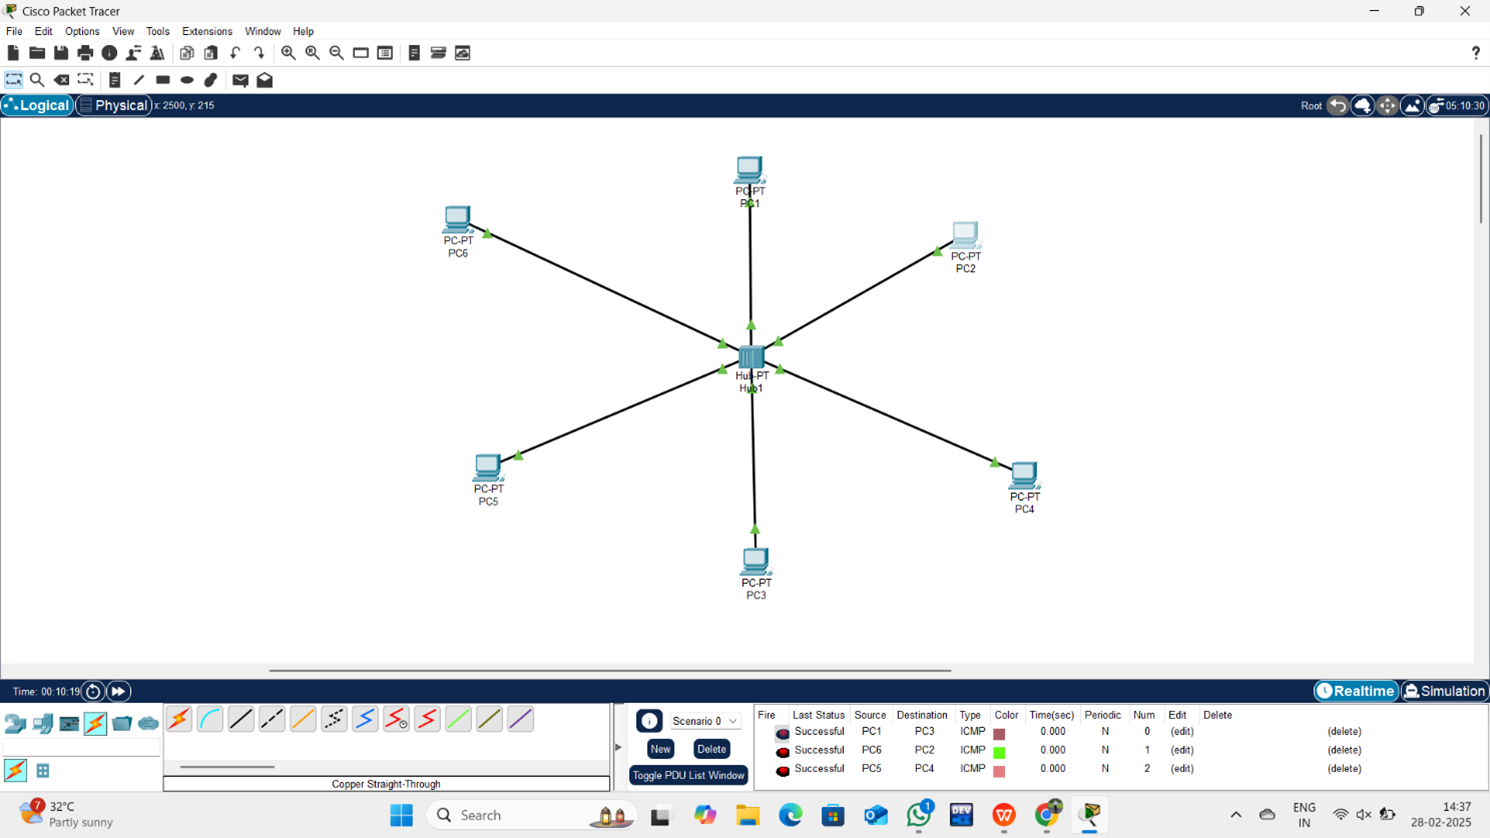 Cisco Packet Tracer
File Edit Options View Tools Extensions Window Help
?
Logical Physical x: 2500, y: 215 Root 05:10:30
PC-PT
PC1
PC-PT
PC6
PC-PT
PC2
Hub-PT
Hub1
PC-PT
PC5
PC-PT
PC4
PC-PT
PC3
Time: 00:10:19 Realtime Simulation
Scenario 0
New Delete
Toggle PDU List Window
Copper Straight-Through
Fire Last Status Source Destination Type Color Time(sec) Periodic Num Edit Delete
Successful PC1 PC3 ICMP 0.000 N 0 (edit) (delete)
Successful PC6 PC2 ICMP 0.000 N 1 (edit) (delete)
Successful PC5 PC4 ICMP 0.000 N 2 (edit) (delete)
7
32°C
Partly sunny
Search
1
DEV
ENG
IN
14:37
28-02-2025